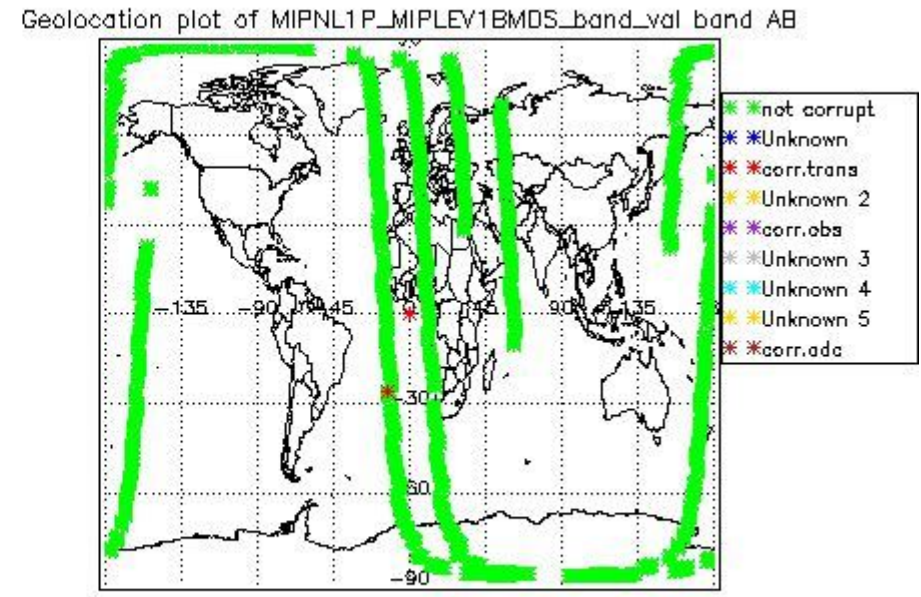 Geolocation plot of MIPNL1P_MIPLEV1BMDS_band_val band AB
not corrupt
Unknown
corr.trans
Unknown 2
corr.obs
Unknown 3
Unknown 4
Unknown 5
corr.adc
-135 -90 -45 0 45 90 135
-30
-60
-90